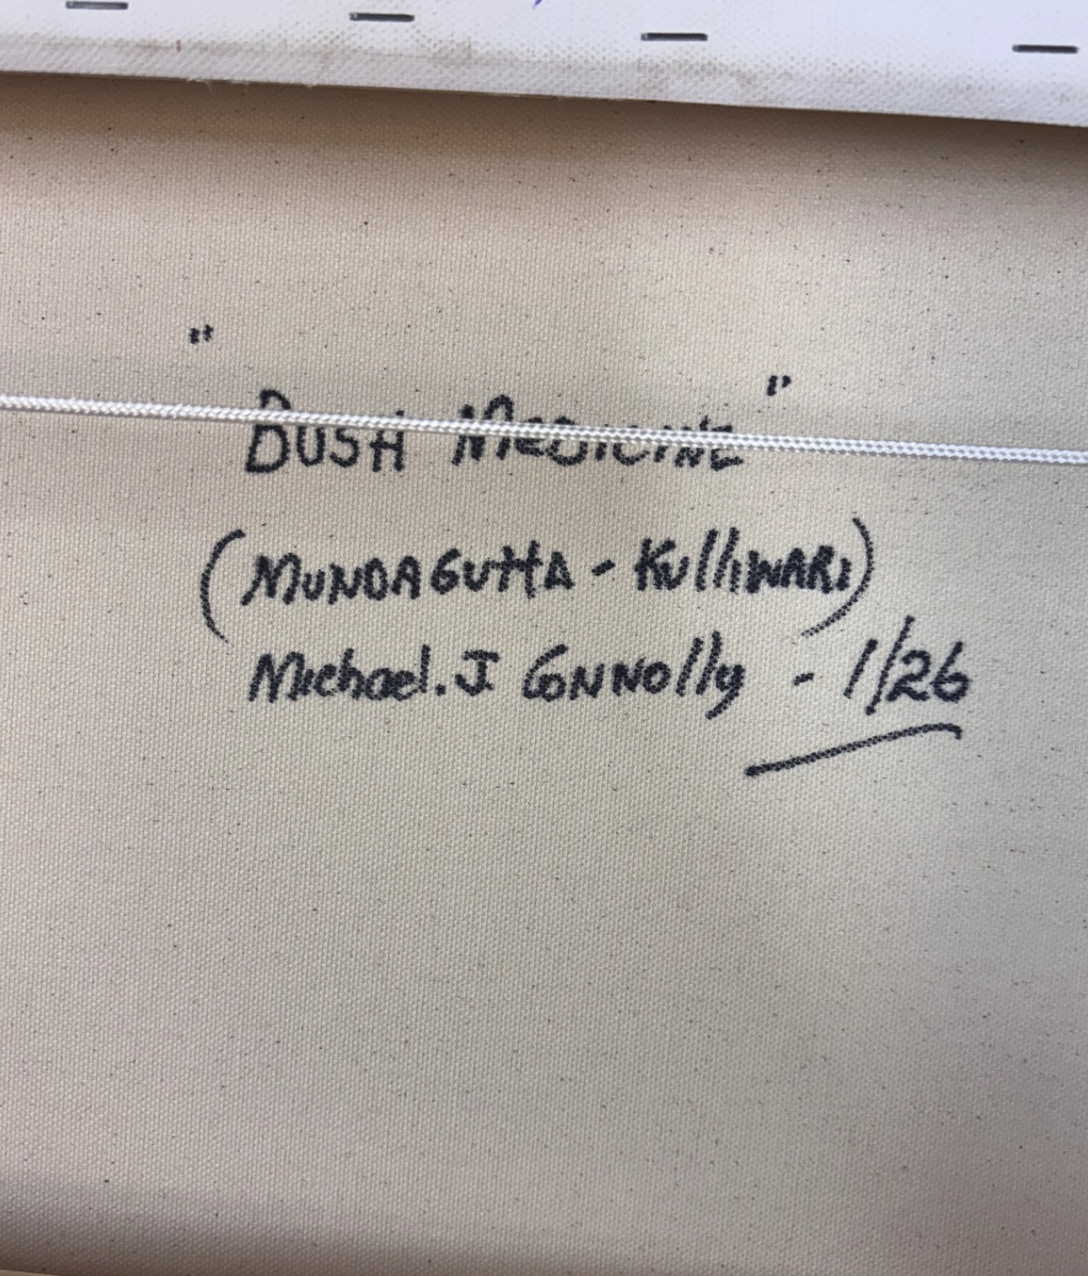 "BUSH MEDICINE"
(MUNDAGUTTA - KULLIWARI)
Michael. J CONNOLLY - 1/26